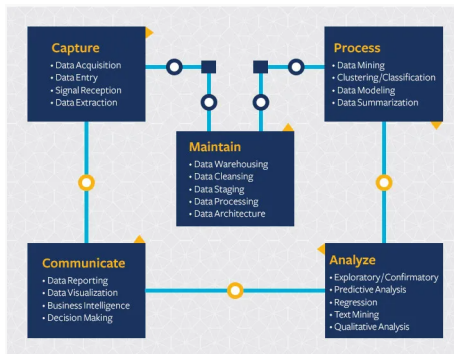 Capture
• Data Acquisition
• Data Entry
• Signal Reception
• Data Extraction
Process
• Data Mining
• Clustering/Classification
• Data Modeling
• Data Summarization
Maintain
• Data Warehousing
• Data Cleansing
• Data Staging
• Data Processing
• Data Architecture
Communicate
• Data Reporting
• Data Visualization
• Business Intelligence
• Decision Making
Analyze
• Exploratory/Confirmatory
• Predictive Analysis
• Regression
• Text Mining
• Qualitative Analysis